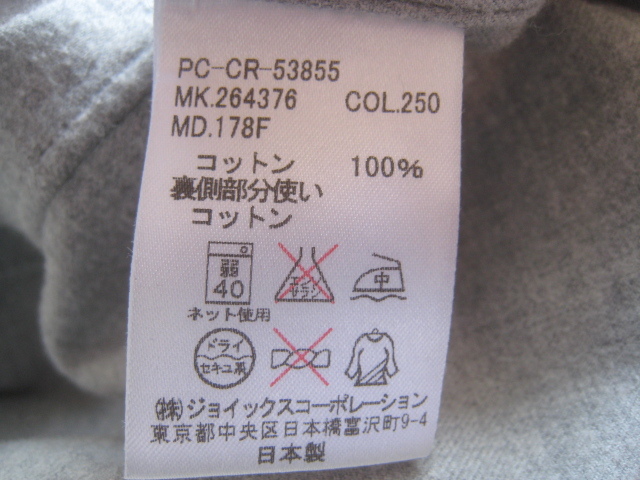 PC-CR-53855
MK.264376 COL.250
MD.178F
コットン 100%
裏側部分使い
コットン
弱 40 エンソサラシ 中
ネット使用
ドライ セキユ系
(株)ジョイックスコーポレーション
東京都中央区日本橋富沢町9-4
日本製